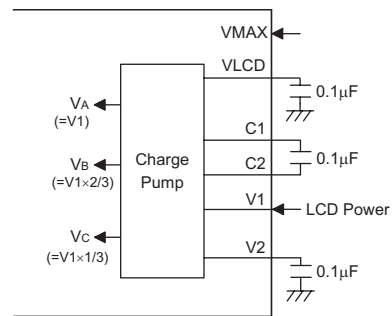 VMAX
VLCD
0.1µF
VA
(=V1)
C1
0.1µF
VB
(=V1×2/3)
Charge
Pump
C2
V1
LCD Power
VC
(=V1×1/3)
V2
0.1µF